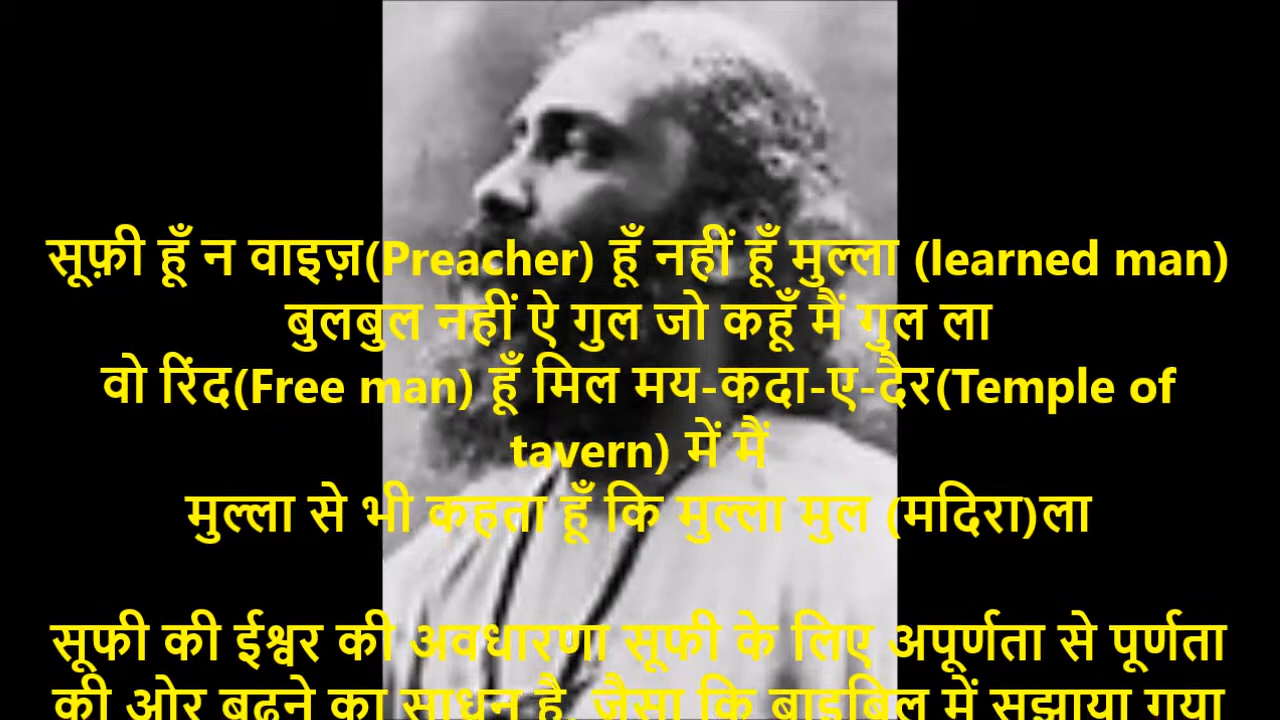 सूफ़ी हूँ न वाइज़(Preacher) हूँ नहीं हूँ मुल्ला (learned man)
बुलबुल नहीं ऐ गुल जो कहूँ मैं गुल ला
वो रिंद(Free man) हूँ मिल मय-कदा-ए-दैर(Temple of
tavern) में मैं
मुल्ला से भी कहता हूँ कि मुल्ला मुल (मदिरा)ला
सूफी की ईश्वर की अवधारणा सूफी के लिए अपूर्णता से पूर्णता
की ओर बढ़ने का साधन है, जैसा कि बाइबिल में सुझाया गया